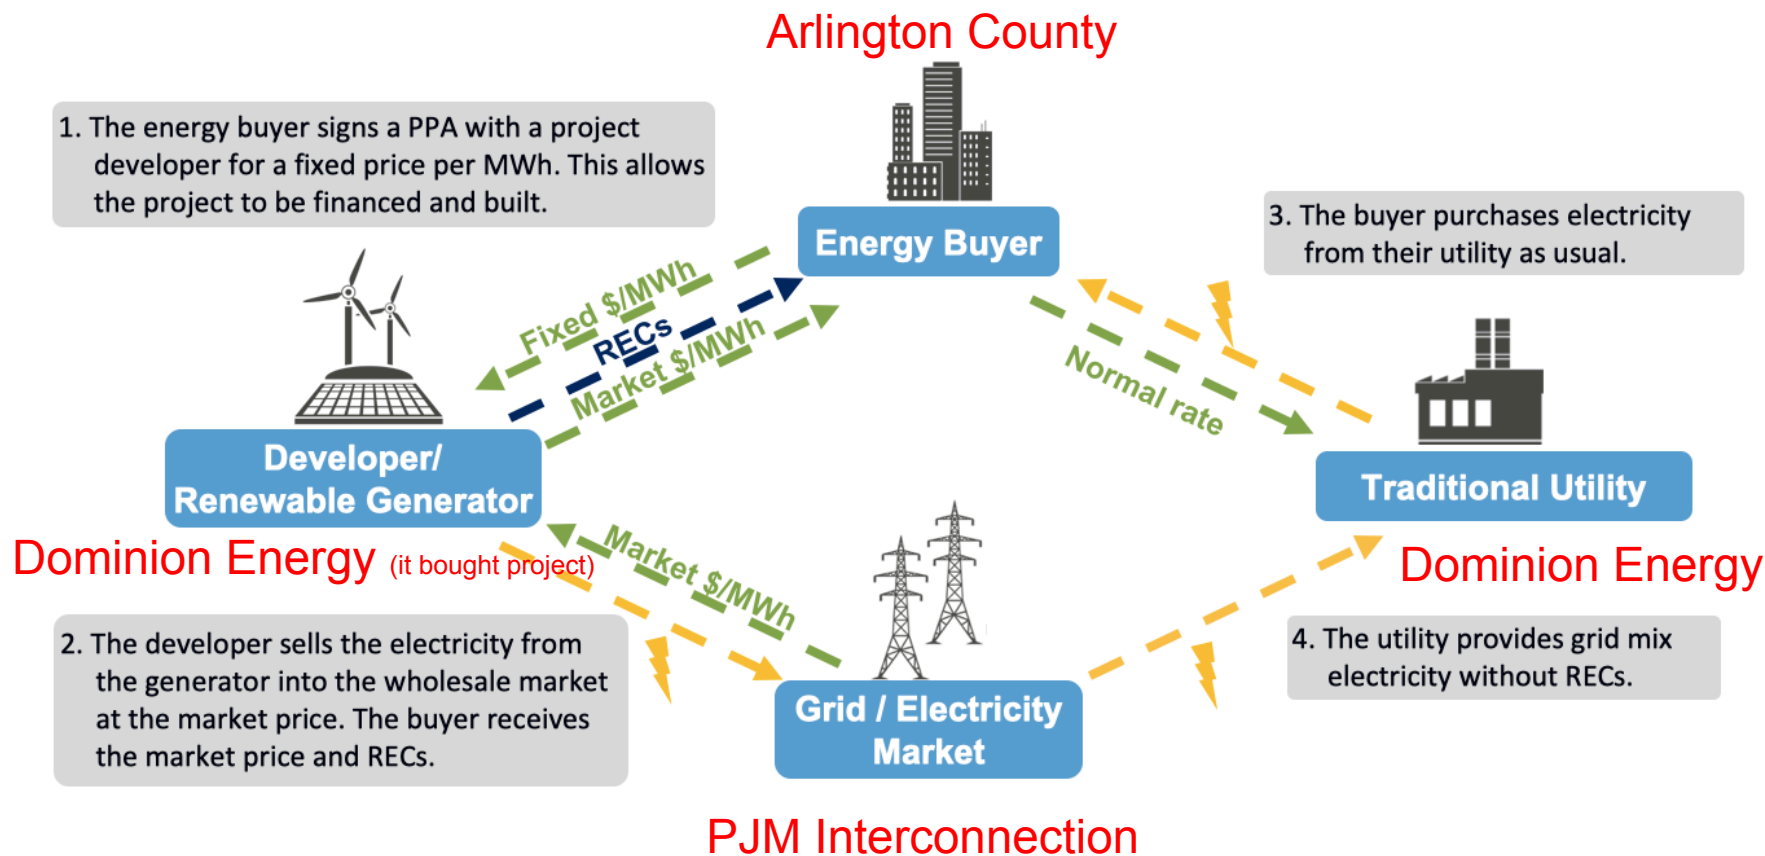 Arlington County
1. The energy buyer signs a PPA with a project
developer for a fixed price per MWh. This allows
the project to be financed and built.
Energy Buyer
3. The buyer purchases electricity
from their utility as usual.
Fixed $/MWh
RECs
Market $/MWh
Normal rate
Developer/
Renewable Generator
Traditional Utility
Dominion Energy (it bought project)
Market $/MWh
Dominion Energy
2. The developer sells the electricity from
the generator into the wholesale market
at the market price. The buyer receives
the market price and RECs.
4. The utility provides grid mix
electricity without RECs.
Grid / Electricity
Market
PJM Interconnection